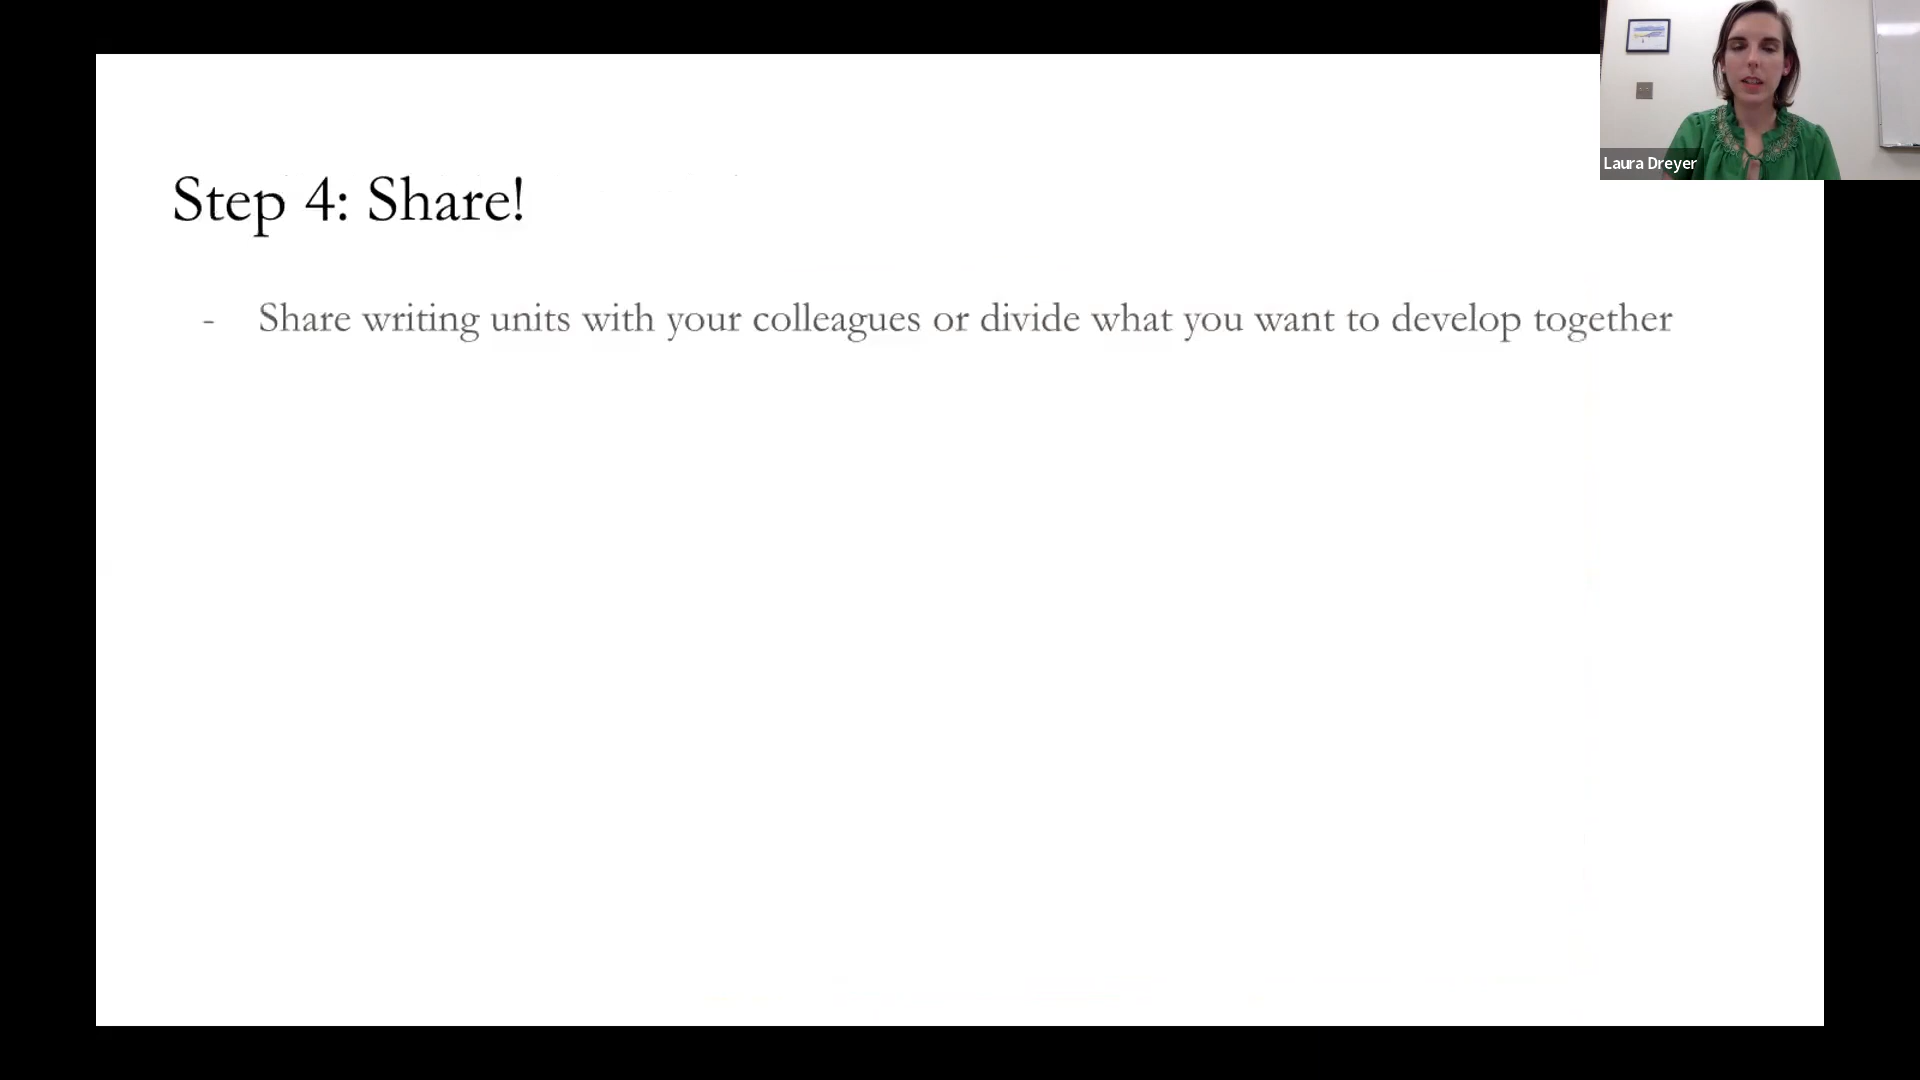 Step 4: Share!
- Share writing units with your colleagues or divide what you want to develop together
Laura Dreyer